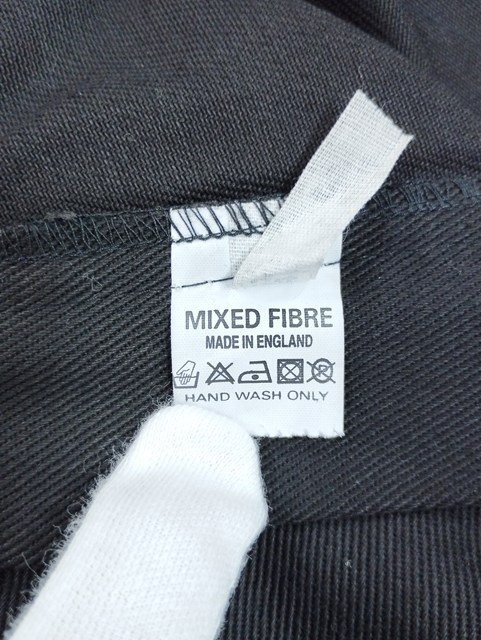 MIXED FIBRE
MADE IN ENGLAND
HAND WASH ONLY